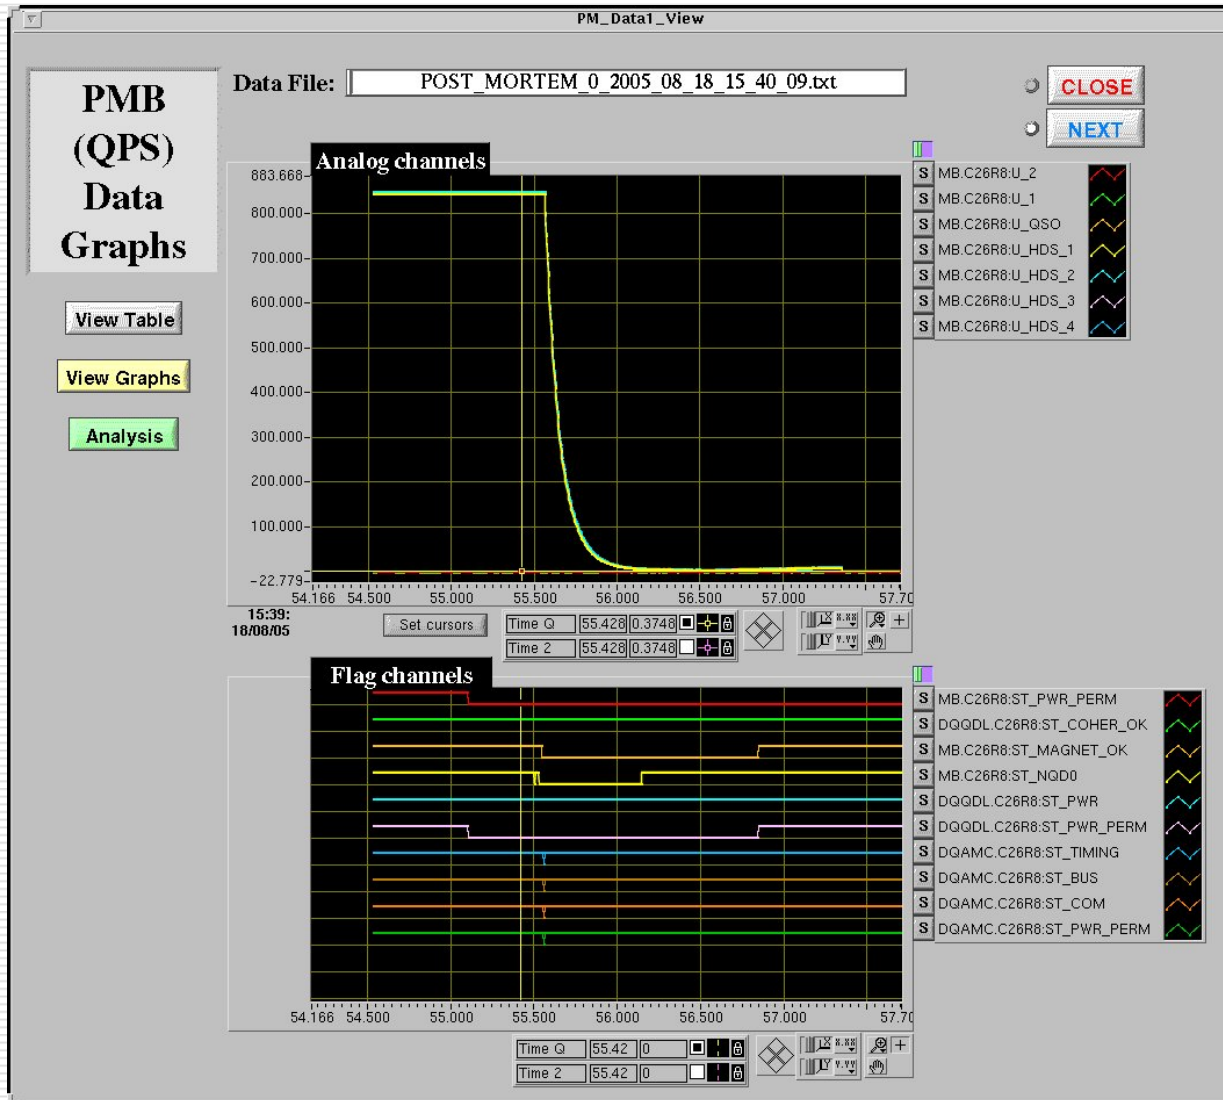 PM_Data1_View
PMB
(QPS)
Data
Graphs
Data File:
POST_MORTEM_0_2005_08_18_15_40_09.txt
CLOSE
NEXT
View Table
View Graphs
Analysis
Analog channels
883.668
800.000
700.000
600.000
500.000
400.000
300.000
200.000
100.000
-22.779
54.166 54.500 55.000 55.500 56.000 56.500 57.000 57.70
15:39:
18/08/05
S MB.C26R8:U_2
S MB.C26R8:U_1
S MB.C26R8:U_QSO
S MB.C26R8:U_HDS_1
S MB.C26R8:U_HDS_2
S MB.C26R8:U_HDS_3
S MB.C26R8:U_HDS_4
Set cursors
Time Q 55.428 0.3748
Time 2 55.428 0.3748
X X.XX
Y Y.YY
Flag channels
S MB.C26R8:ST_PWR_PERM
S DQQDL.C26R8:ST_COHER_OK
S MB.C26R8:ST_MAGNET_OK
S MB.C26R8:ST_NQD0
S DQQDL.C26R8:ST_PWR
S DQQDL.C26R8:ST_PWR_PERM
S DQAMC.C26R8:ST_TIMING
S DQAMC.C26R8:ST_BUS
S DQAMC.C26R8:ST_COM
S DQAMC.C26R8:ST_PWR_PERM
54.166 54.500 55.000 55.500 56.000 56.500 57.000 57.70
Time Q 55.42 0
Time 2 55.42 0
X X.XX
Y Y.YY